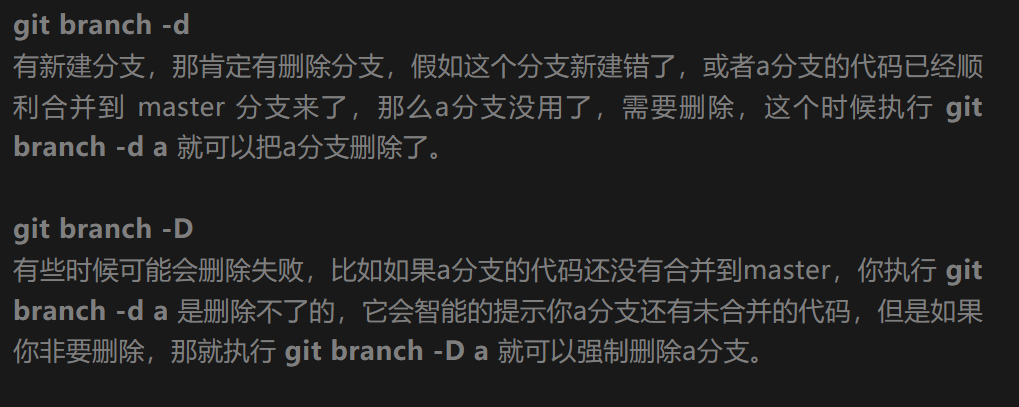 git branch -d
有新建分支，那肯定有删除分支，假如这个分支新建错了，或者a分支的代码已经顺
利合并到 master 分支来了，那么a分支没用了，需要删除，这个时候执行 git
branch -d a 就可以把a分支删除了。
git branch -D
有些时候可能会删除失败，比如如果a分支的代码还没有合并到master，你执行 git
branch -d a 是删除不了的，它会智能的提示你a分支还有未合并的代码，但是如果
你非要删除，那就执行 git branch -D a 就可以强制删除a分支。